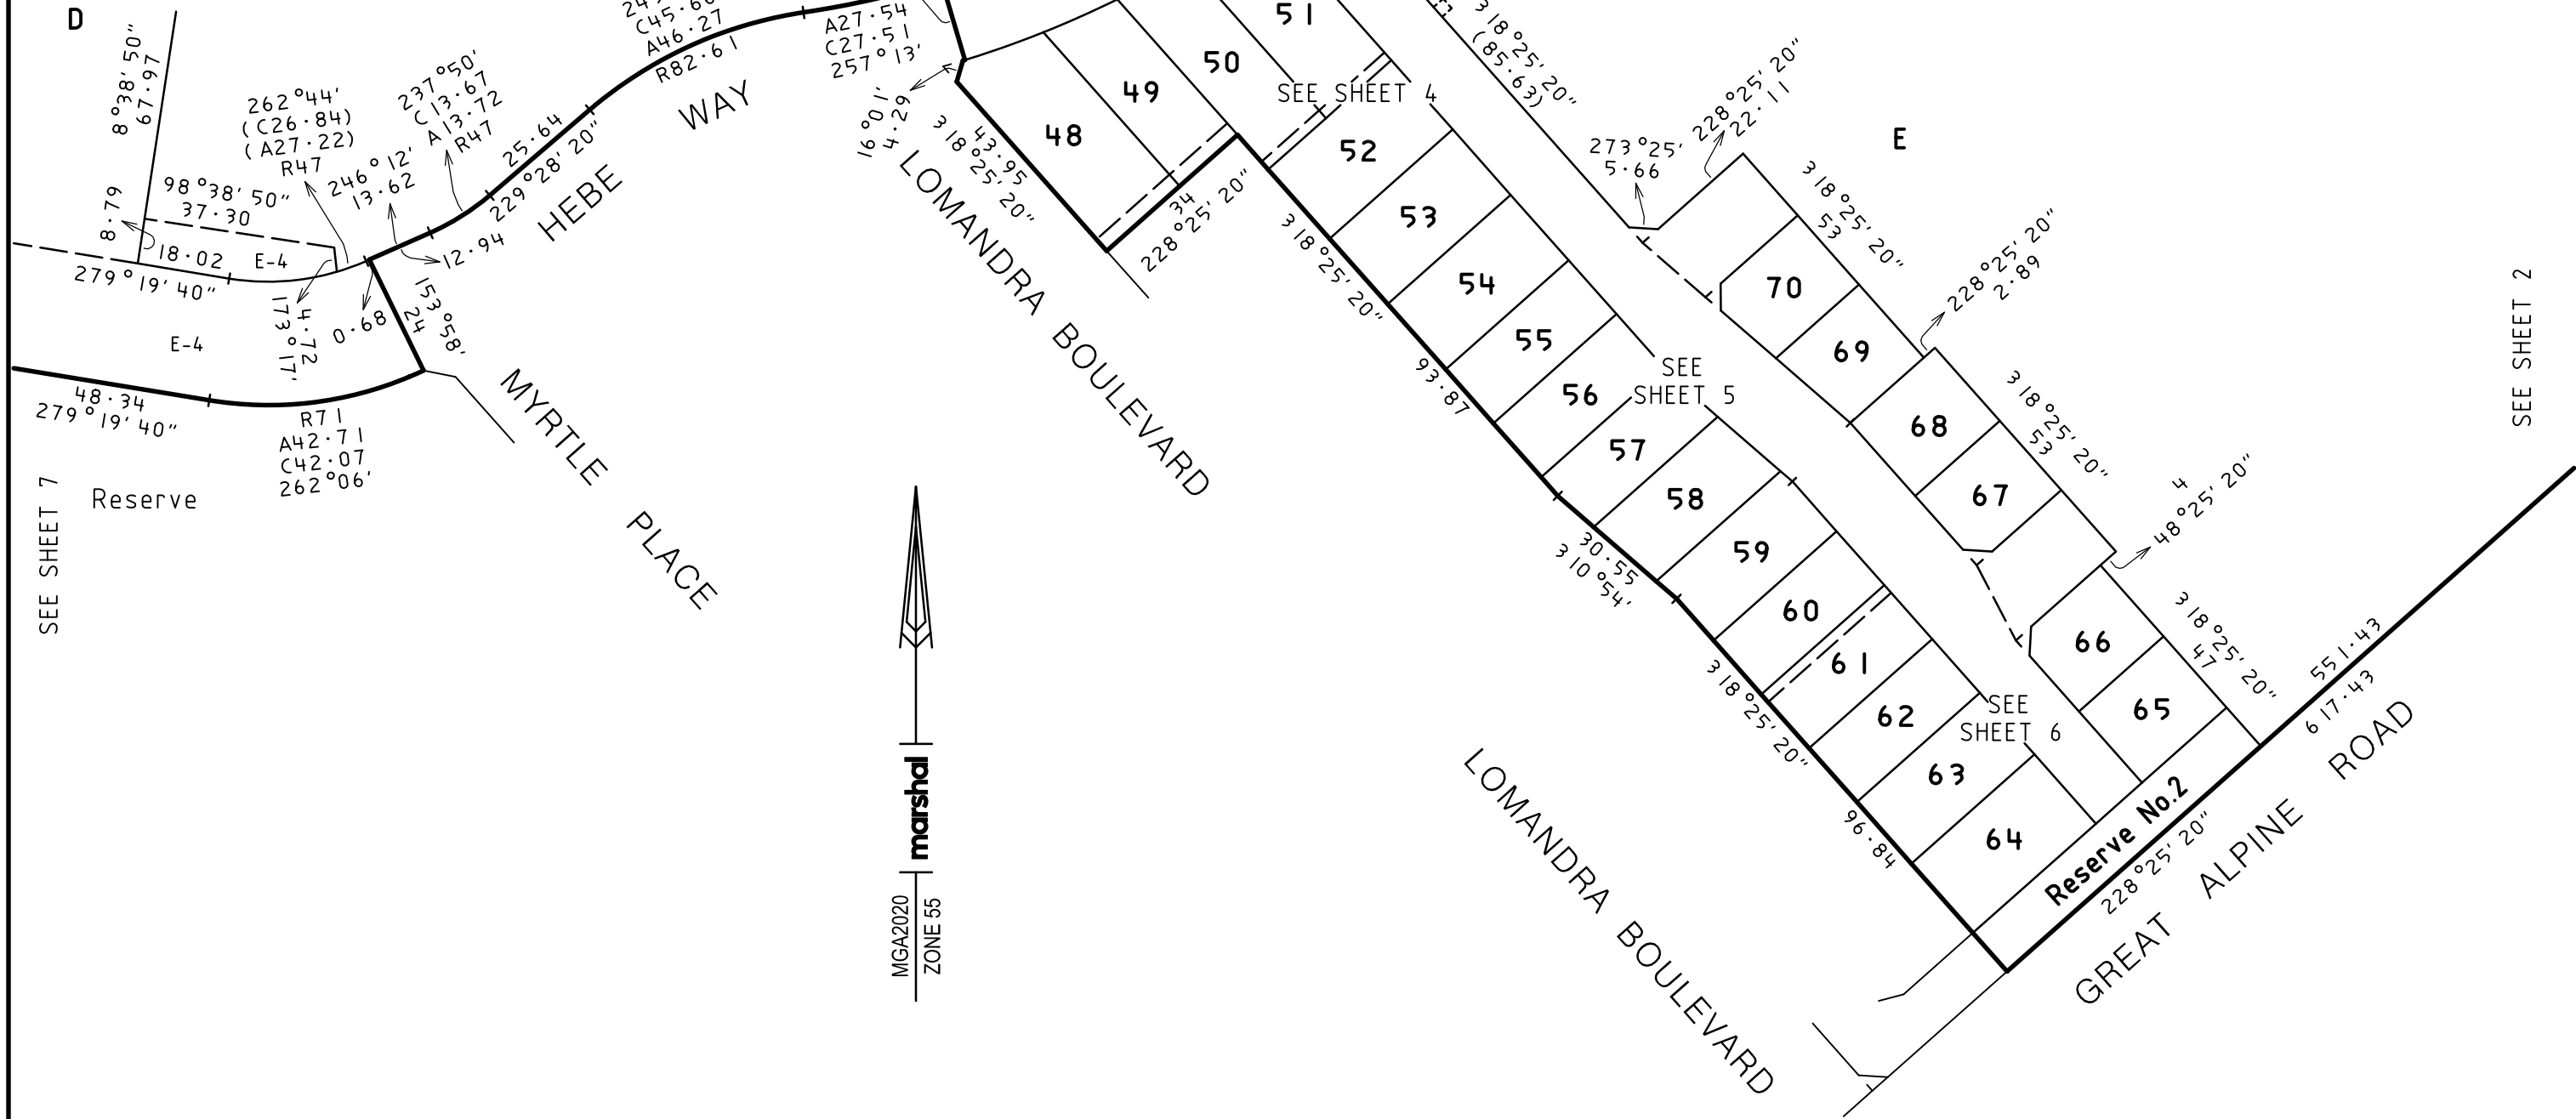 D
8°38'50"
67·97
8·79
98°38'50"
37·30
18·02
E-4
279°19'40"
E-4
48·34
279°19'40"
SEE SHEET 7
Reserve
262°44'
(C26·84)
(A27·22)
R47
246°12'
13·62
237°50'
C13·67
A13·72
R47
25·64
229°28'20"
12·94
4·72
173°17'
0·68
153°58'
24
R71
A42·71
C42·07
262°06'
C45·66
A46·27
R82·61
A27·54
C27·51
257°13'
HEBE WAY
MYRTLE PLACE
16°01'
4·29
43·95
318°25'20"
48
49
50
51
34
228°25'20"
LOMANDRA BOULEVARD
SEE SHEET 4
52
53
54
55
56
57
58
59
60
61
62
63
64
318°25'20"
93·87
30·55
310°54'
318°25'20"
96·84
SEE
SHEET 5
SEE
SHEET 6
318°25'20"
(85·63)
273°25'
5·66
228°25'20"
22·11
E
318°25'20"
53
70
69
228°25'20"
2·89
68
67
318°25'20"
53
4
48°25'20"
66
65
318°25'20"
47
SEE SHEET 2
551·43
617·43
Reserve No.2
228°25'20"
GREAT ALPINE ROAD
LOMANDRA BOULEVARD
marshal
MGA2020
ZONE 55